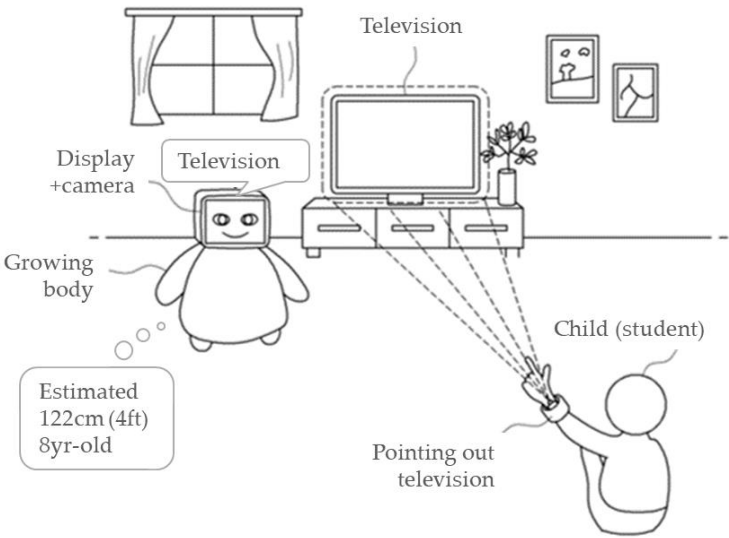 Television
Display
+camera
Television
Growing
body
Estimated
122cm (4ft)
8yr-old
Child (student)
Pointing out
television